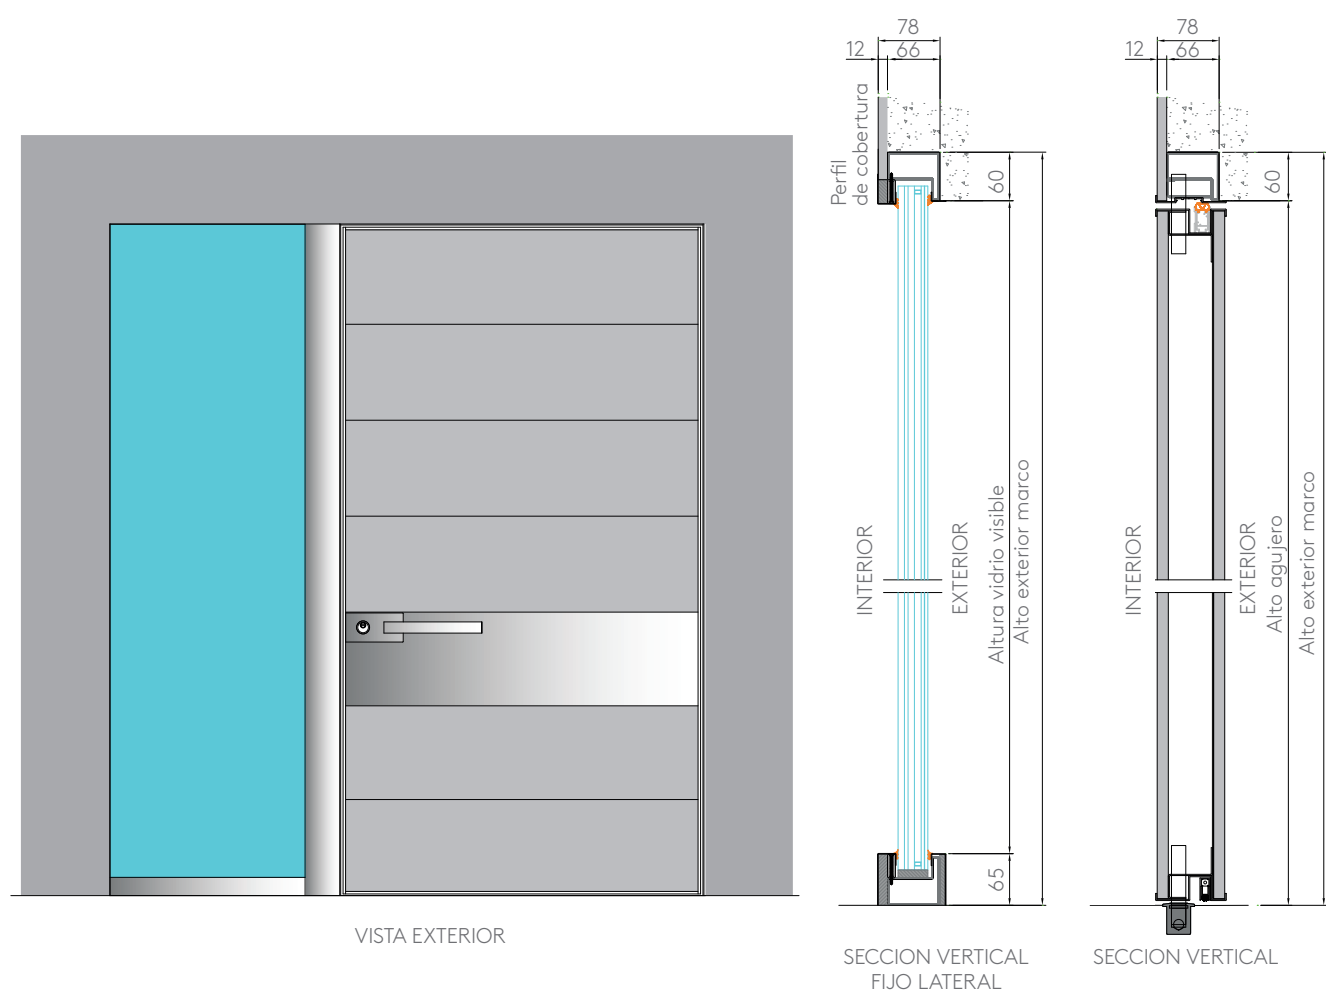 78
12
66
Perfil
de cobertura
60
INTERIOR
EXTERIOR
Altura vidrio visible
Alto exterior marco
65
78
12
66
60
INTERIOR
EXTERIOR
Alto agujero
Alto exterior marco
VISTA EXTERIOR
SECCION VERTICAL
FIJO LATERAL
SECCION VERTICAL